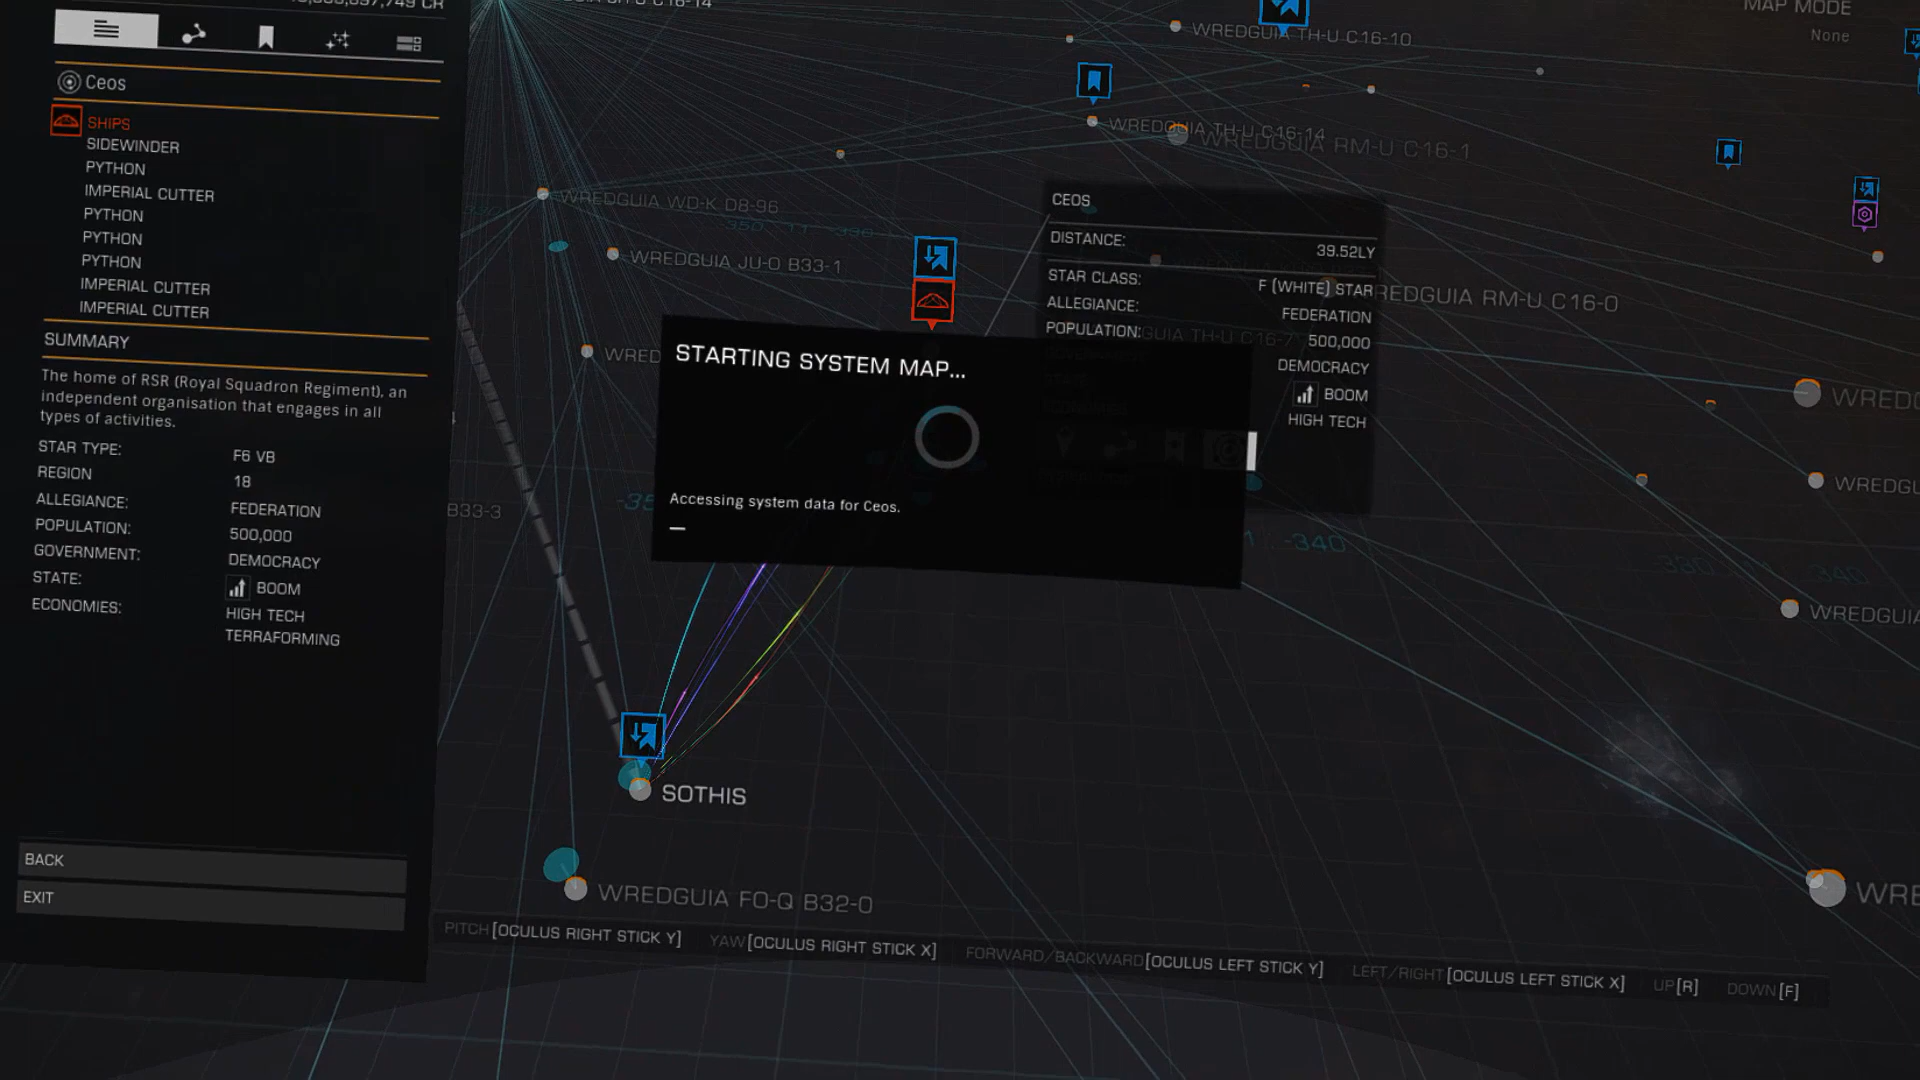 WREDGUIA TH-U C16-10
MAP MODE
None
Ceos
SHIPS
SIDEWINDER
PYTHON
IMPERIAL CUTTER
PYTHON
PYTHON
PYTHON
IMPERIAL CUTTER
IMPERIAL CUTTER
SUMMARY
The home of RSR (Royal Squadron Regiment), an
independent organisation that engages in all
types of activities.
STAR TYPE: F6 VB
REGION 18
ALLEGIANCE: FEDERATION
POPULATION: 500,000
GOVERNMENT: DEMOCRACY
STATE: BOOM
ECONOMIES: HIGH TECH
TERRAFORMING
BACK
EXIT
WREDGUIA TH-U C16-14
WREDGUIA RM-U C16-1
WREDGUIA WD-K D8-96
WREDGUIA JU-O B33-1
CEOS
DISTANCE: 39.52LY
STAR CLASS: F (WHITE) STAR
ALLEGIANCE: FEDERATION
POPULATION: 500,000
DEMOCRACY
BOOM
HIGH TECH
WREDGUIA RM-U C16-0
STARTING SYSTEM MAP...
Accessing system data for Ceos.
B33-3
-340
SOTHIS
WREDGUIA FO-Q B32-0
PITCH [OCULUS RIGHT STICK Y] YAW [OCULUS RIGHT STICK X] FORWARD/BACKWARD [OCULUS LEFT STICK Y] LEFT/RIGHT [OCULUS LEFT STICK X] UP [R] DOWN [F]